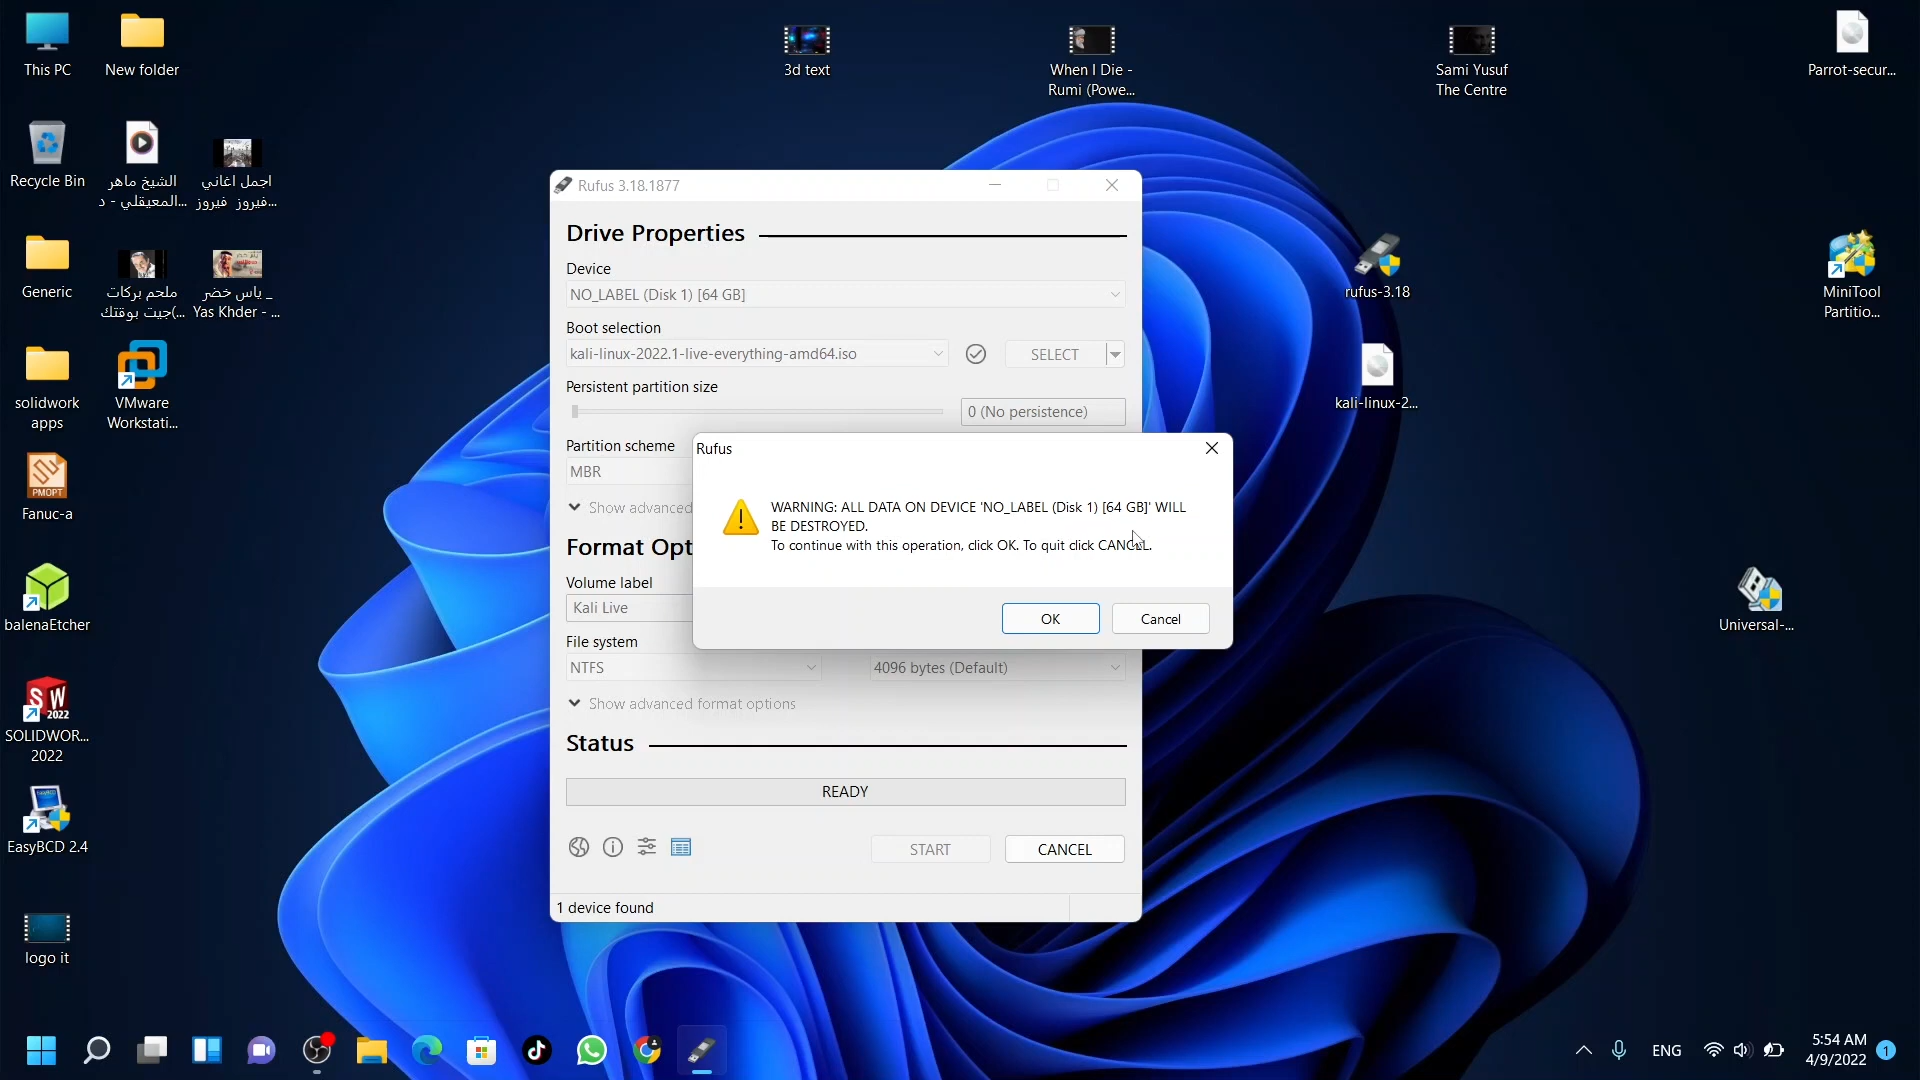 This PC
New folder
3d text
When I Die -
Rumi (Powe...
Sami Yusuf
The Centre
Parrot-secur...
Recycle Bin
الشيخ ماهر
المعيقلي - د...
اجمل اغاني
فيروز فيروز...
Generic
ملحم بركات
جيت بوقتك)...
ياس خضر _
Yas Khder - ...
rufus-3.18
MiniTool
Partitio...
solidwork
apps
VMware
Workstati...
kali-linux-2...
PMOPT
Fanuc-a
balenaEtcher
Universal-...
SW
2022
SOLIDWOR...
2022
EasyBCD 2.4
logo it
Rufus 3.18.1877
Drive Properties
Device
NO_LABEL (Disk 1) [64 GB]
Boot selection
kali-linux-2022.1-live-everything-amd64.iso
SELECT
Persistent partition size
0 (No persistence)
Partition scheme
MBR
Show advanced
Format Opt
Volume label
Kali Live
File system
NTFS
4096 bytes (Default)
Show advanced format options
Status
READY
START
CANCEL
1 device found
Rufus
WARNING: ALL DATA ON DEVICE 'NO_LABEL (Disk 1) [64 GB]' WILL
BE DESTROYED.
To continue with this operation, click OK. To quit click CANCEL.
OK
Cancel
ENG
5:54 AM
4/9/2022
1